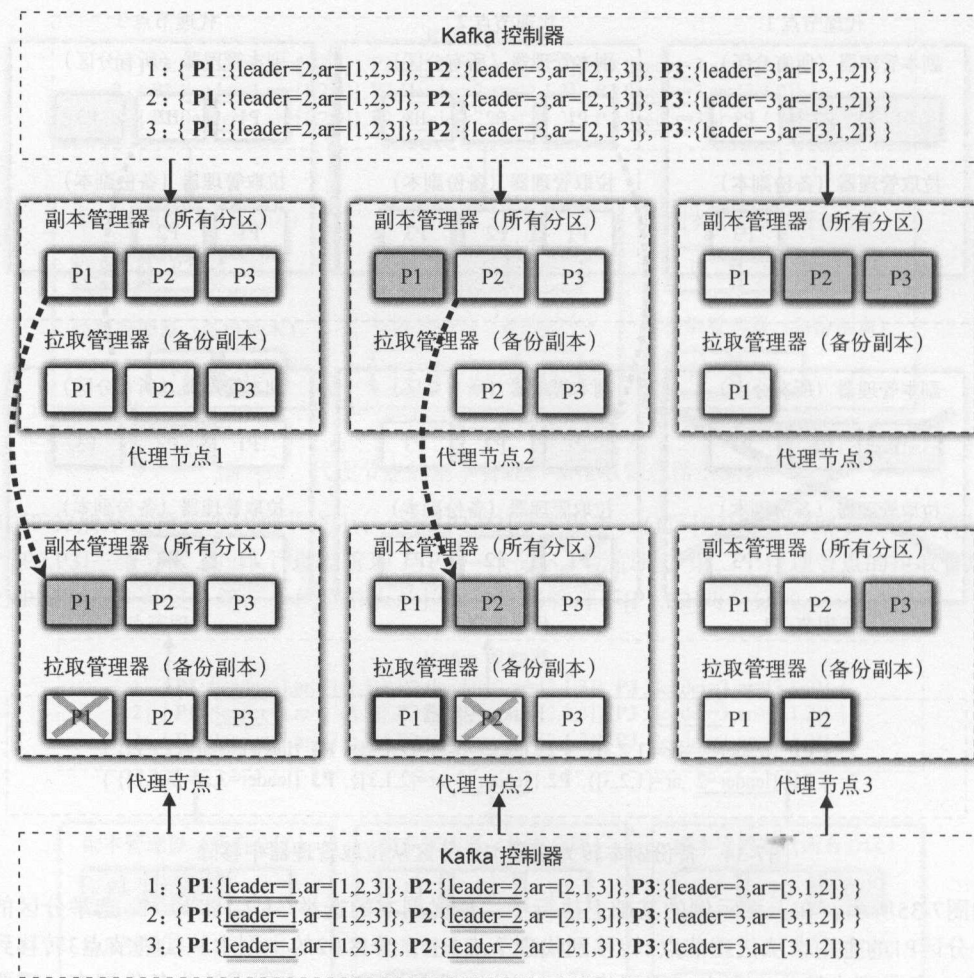 Kafka 控制器
1：{ P1:{leader=2,ar=[1,2,3]}, P2:{leader=3,ar=[2,1,3]}, P3:{leader=3,ar=[3,1,2]} }
2：{ P1:{leader=2,ar=[1,2,3]}, P2:{leader=3,ar=[2,1,3]}, P3:{leader=3,ar=[3,1,2]} }
3：{ P1:{leader=2,ar=[1,2,3]}, P2:{leader=3,ar=[2,1,3]}, P3:{leader=3,ar=[3,1,2]} }
副本管理器（所有分区） 副本管理器（所有分区） 副本管理器（所有分区）
P1 P2 P3 P1 P2 P3 P1 P2 P3
拉取管理器（备份副本） 拉取管理器（备份副本） 拉取管理器（备份副本）
P1 P2 P3 P2 P3 P1
代理节点1 代理节点2 代理节点3
副本管理器（所有分区） 副本管理器（所有分区） 副本管理器（所有分区）
P1 P2 P3 P1 P2 P3 P1 P2 P3
拉取管理器（备份副本） 拉取管理器（备份副本） 拉取管理器（备份副本）
P1 P2 P3 P1 P2 P3 P1 P2
代理节点1 代理节点2 代理节点3
Kafka 控制器
1：{ P1:{leader=1,ar=[1,2,3]}, P2:{leader=2,ar=[2,1,3]},P3:{leader=3,ar=[3,1,2]} }
2：{ P1:{leader=1,ar=[1,2,3]}, P2:{leader=2,ar=[2,1,3]},P3:{leader=3,ar=[3,1,2]} }
3：{ P1:{leader=1,ar=[1,2,3]}, P2:{leader=2,ar=[2,1,3]},P3:{leader=3,ar=[3,1,2]} }